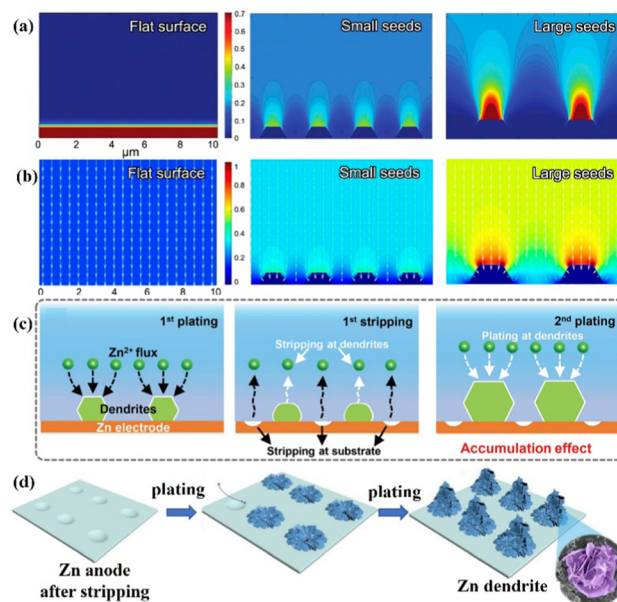 (a)
Flat surface
0.7
0.6
0.5
0.4
0.3
0.2
0.1
0
Small seeds
Large seeds
0 2 4 6 8 10
μm
(b)
Flat surface
1
0.8
0.6
0.4
0.2
0
Small seeds
Large seeds
0 2 4 6 8 10
(c)
1st plating
Zn2+ flux
Dendrites
Zn electrode
1st stripping
Stripping at dendrites
Stripping at substrate
2nd plating
Plating at dendrites
Accumulation effect
(d)
plating
plating
Zn anode
after stripping
Zn dendrite